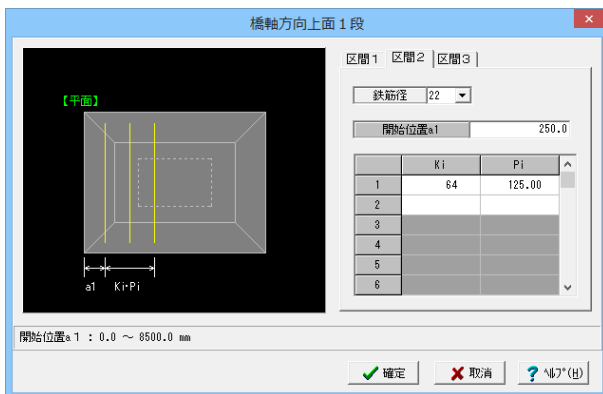 橋軸方向上面１段
区間1 区間2 区間3
【平面】
鉄筋径 22
開始位置a1 250.0
Ki Pi
1 64 125.00
2
3
4
5
6
a1 Ki・Pi
開始位置a１ : 0.0 ～ 8500.0 mm
確定 取消 ヘルプ(H)